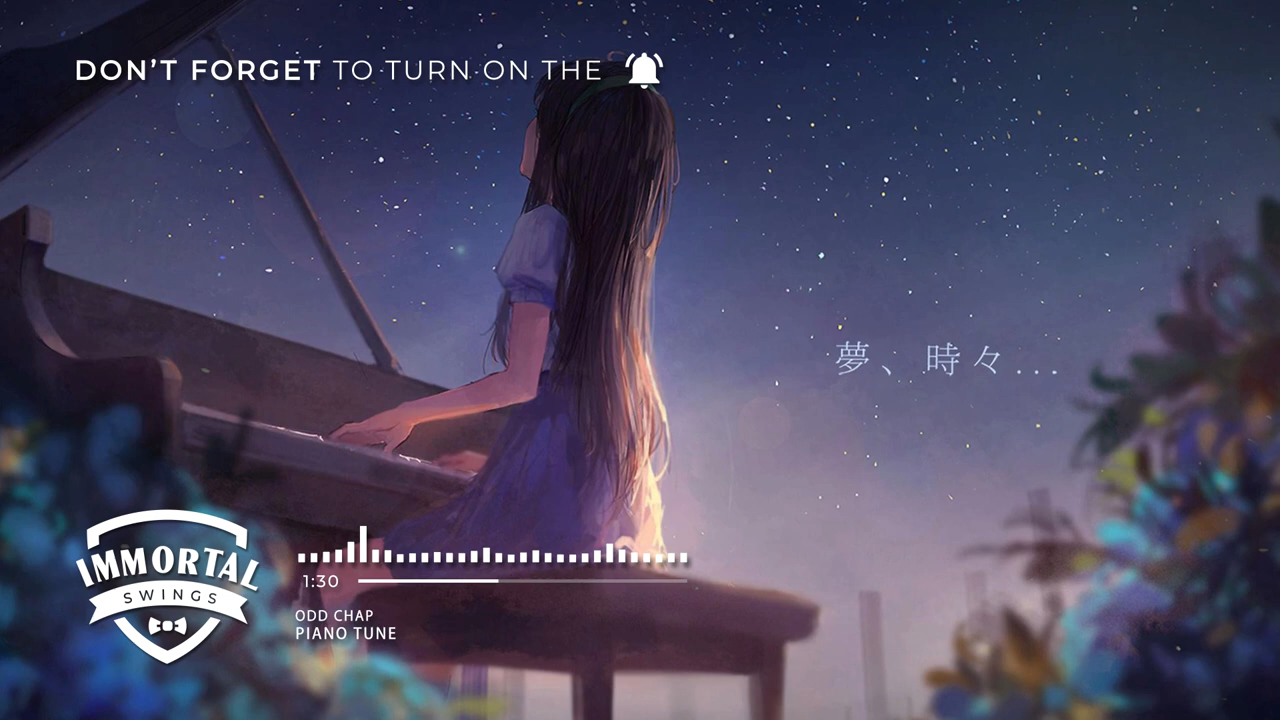 DON'T FORGET TO TURN ON THE
夢、時々...
IMMORTAL
SWINGS
1:30
ODD CHAP
PIANO TUNE